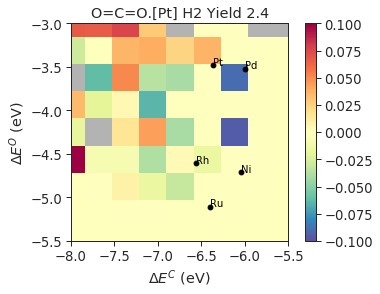 O=C=O.[Pt] H2 Yield 2.4
−3.0
−3.5
−4.0
−4.5
−5.0
−5.5
ΔE^O (eV)
Pt
Pd
Rh
Ni
Ru
−8.0 −7.5 −7.0 −6.5 −6.0 −5.5
ΔE^C (eV)
0.100
0.075
0.050
0.025
0.000
−0.025
−0.050
−0.075
−0.100